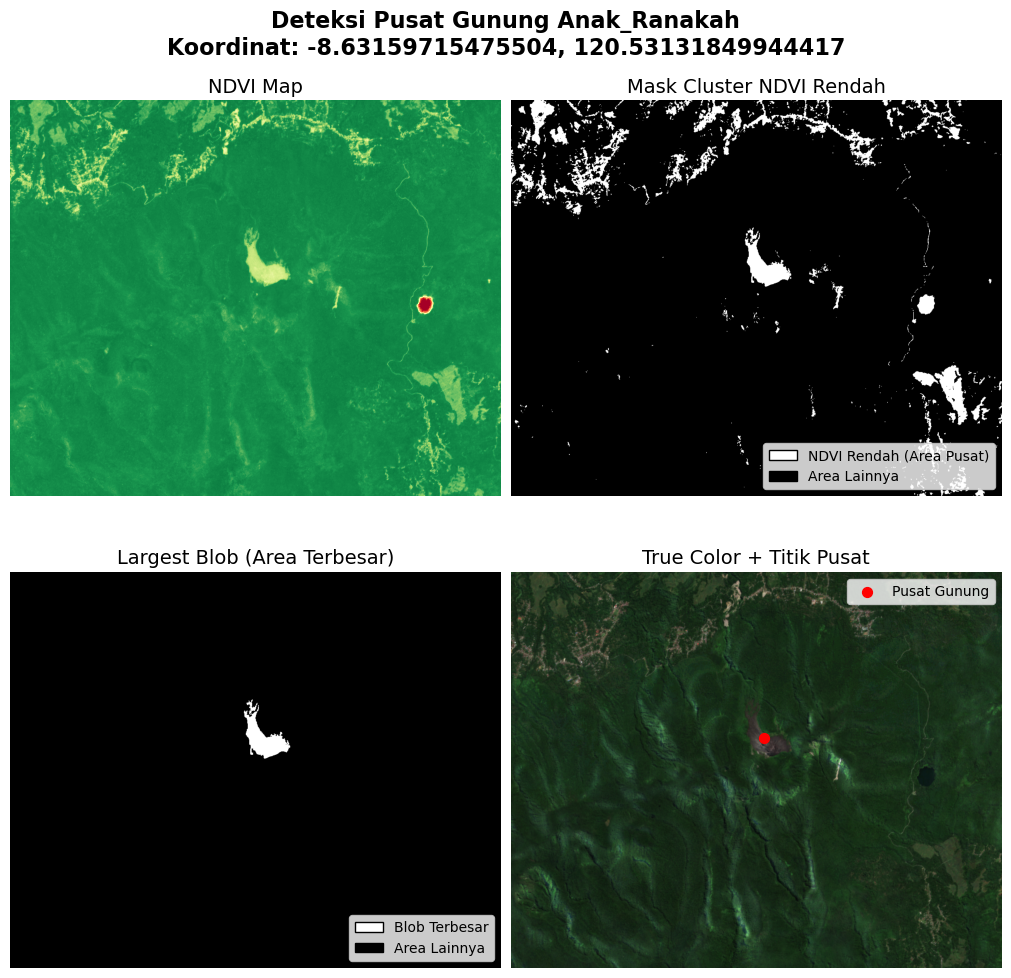 Deteksi Pusat Gunung Anak_Ranakah
Koordinat: -8.63159715475504, 120.53131849944417
NDVI Map
Mask Cluster NDVI Rendah
NDVI Rendah (Area Pusat)
Area Lainnya
Largest Blob (Area Terbesar)
True Color + Titik Pusat
Blob Terbesar
Area Lainnya
Pusat Gunung